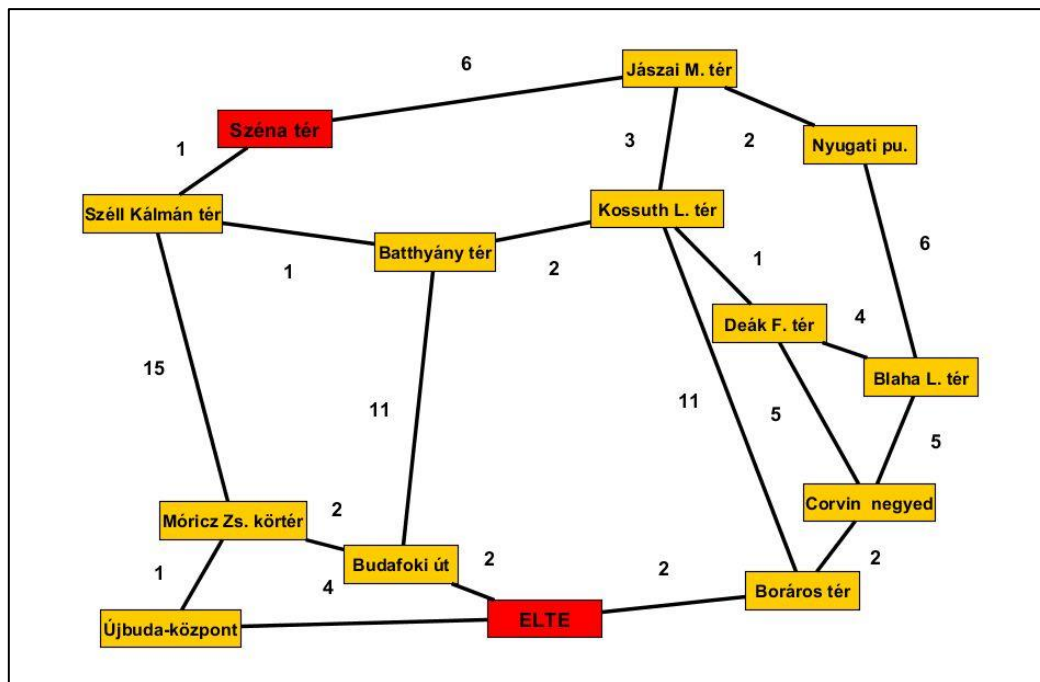 6
Jászai M. tér
Széna tér
1
3
2
Nyugati pu.
Széll Kálmán tér
Kossuth L. tér
Batthyány tér
1
2
1
6
Deák F. tér
4
15
11
11
5
Blaha L. tér
5
Corvin negyed
Móricz Zs. körtér
2
Budafoki út
2
2
2
1
4
Boráros tér
Újbuda-központ
ELTE